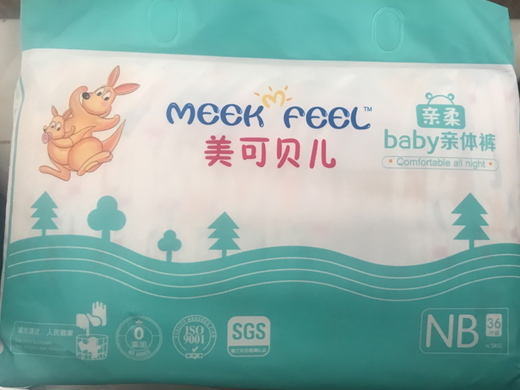 MEEK FEEL™
美可贝儿
亲柔
baby亲体裤
Comfortable all night
0
ISO
9001
SGS
NB
36